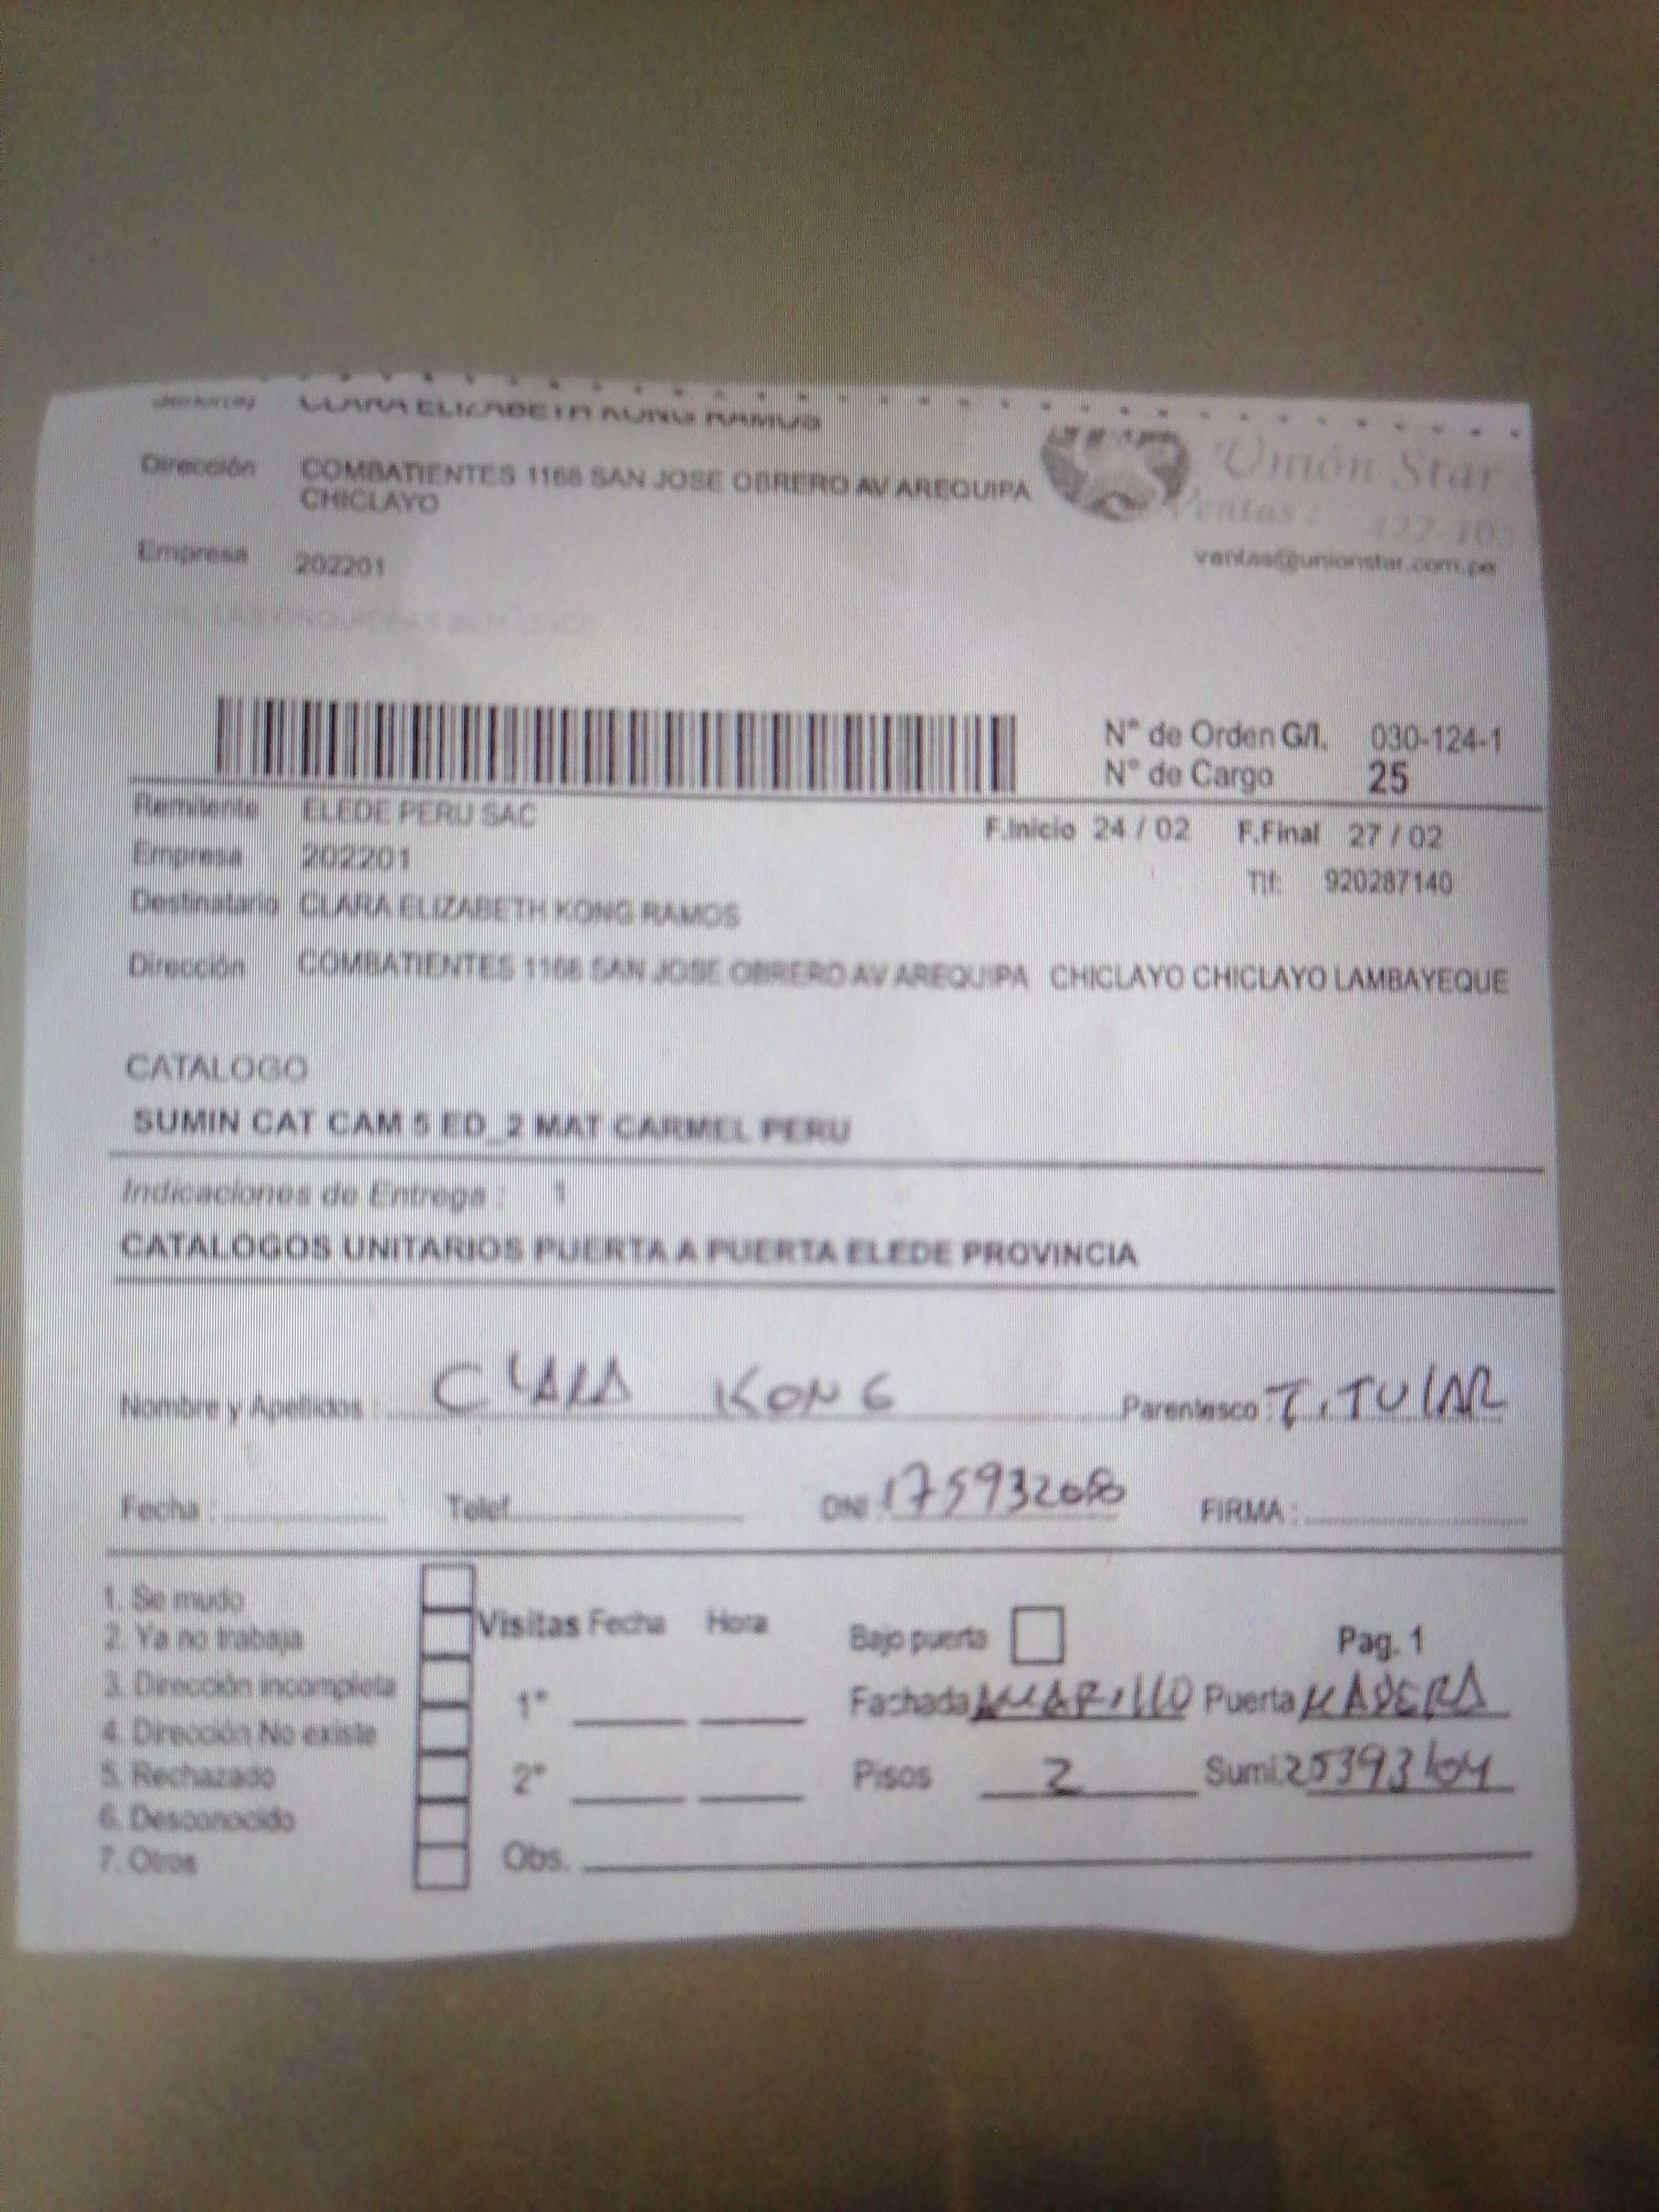 CLARA ELIZABETH KONG RAMOS
Unión Star
Dirección COMBATIENTES 1168 SAN JOSE OBRERO AV AREQUIPA
CHICLAYO
Ventas:
Empresa 202201
ventas@unionstar.com.pe
N° de Orden G/I. 030-124-1
N° de Cargo 25
Remitente ELEDE PERU SAC
F.Inicio 24 / 02 F.Final 27 / 02
Empresa 202201
Tlf: 920287140
Destinatario CLARA ELIZABETH KONG RAMOS
Dirección COMBATIENTES 1168 SAN JOSE OBRERO AV AREQUIPA CHICLAYO CHICLAYO LAMBAYEQUE
CATALOGO
SUMIN CAT CAM 5 ED_2 MAT CARMEL PERU
Indicaciones de Entrega : 1
CATALOGOS UNITARIOS PUERTA A PUERTA ELEDE PROVINCIA
Nombre y Apellidos : CLARA KONG Parentesco : TITULAR
Fecha : Telef. DNI FIRMA :
1. Se mudo
2. Ya no trabaja
3. Dirección incompleta
4. Dirección No existe
5. Rechazado
6. Desconocido
7. Otros
Visitas Fecha Hora
1°
2°
Obs.
Bajo puerta Pag. 1
Fachada AMARILLO Puerta MADERA
Pisos 2 Sumi.